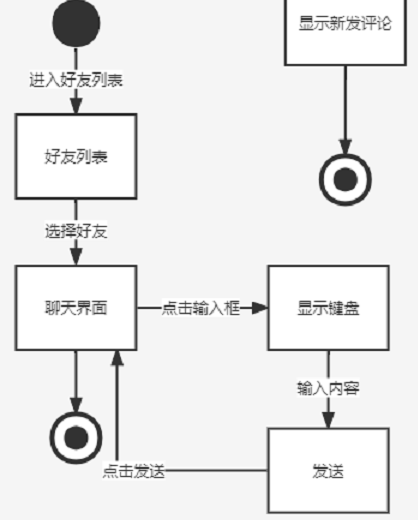 显示新发评论
进入好友列表
好友列表
选择好友
聊天界面
点击输入框
显示键盘
输入内容
点击发送
发送